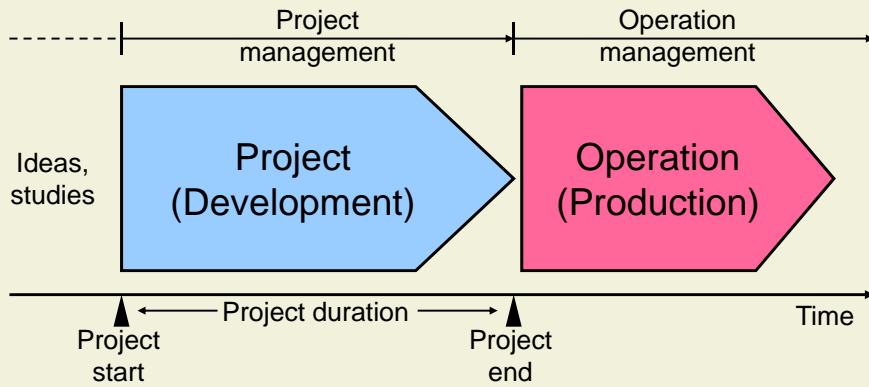 Project
management
Operation
management
Ideas,
studies
Project
(Development)
Operation
(Production)
Project duration
Time
Project
start
Project
end